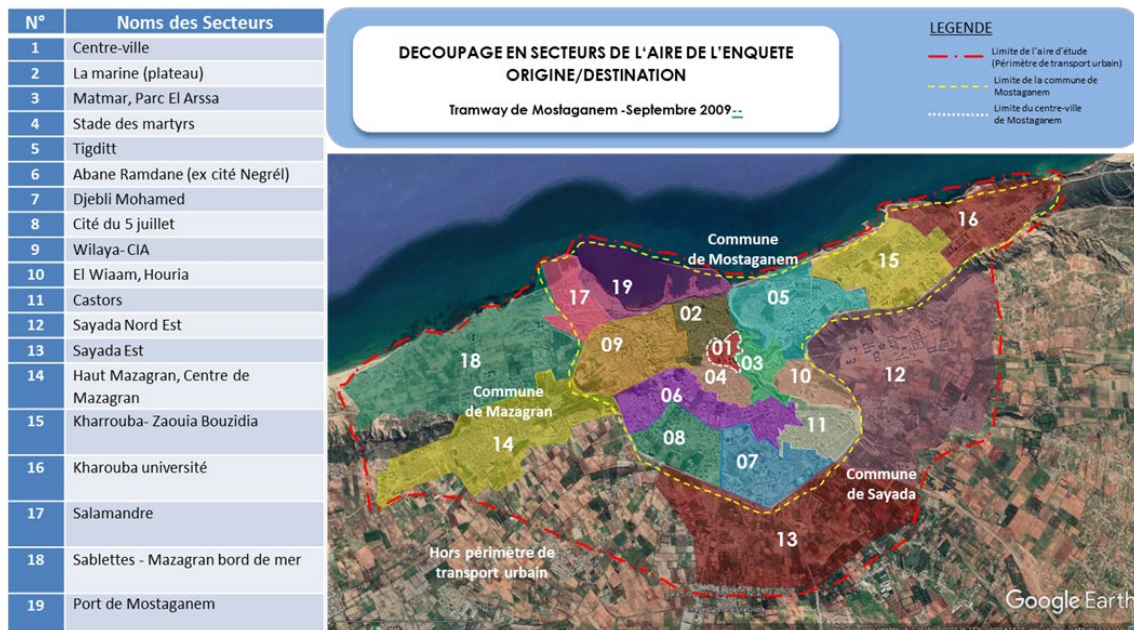 N° Noms des Secteurs
1 Centre-ville
2 La marine (plateau)
3 Matmar, Parc El Arssa
4 Stade des martyrs
5 Tigditt
6 Abane Ramdane (ex cité Negrél)
7 Djebli Mohamed
8 Cité du 5 juillet
9 Wilaya- CIA
10 El Wiaam, Houria
11 Castors
12 Sayada Nord Est
13 Sayada Est
14 Haut Mazagran, Centre de
Mazagran
15 Kharrouba- Zaouia Bouzidia
16 Kharouba université
17 Salamandre
18 Sablettes - Mazagran bord de mer
19 Port de Mostaganem
DECOUPAGE EN SECTEURS DE L'AIRE DE L'ENQUETE
ORIGINE/DESTINATION
Tramway de Mostaganem -Septembre 2009--
LEGENDE
Limite de l'aire d'étude
(Périmètre de transport urbain)
Limite de la commune de
Mostaganem
Limite du centre-ville
de Mostaganem
16
Commune
de Mostaganem
15
19
17
05
02
09
01
03
18
04
10
12
Commune
de Mazagran
06
11
14
08
07
Commune
de Sayada
13
Hors périmètre de
transport urbain
Google Earth